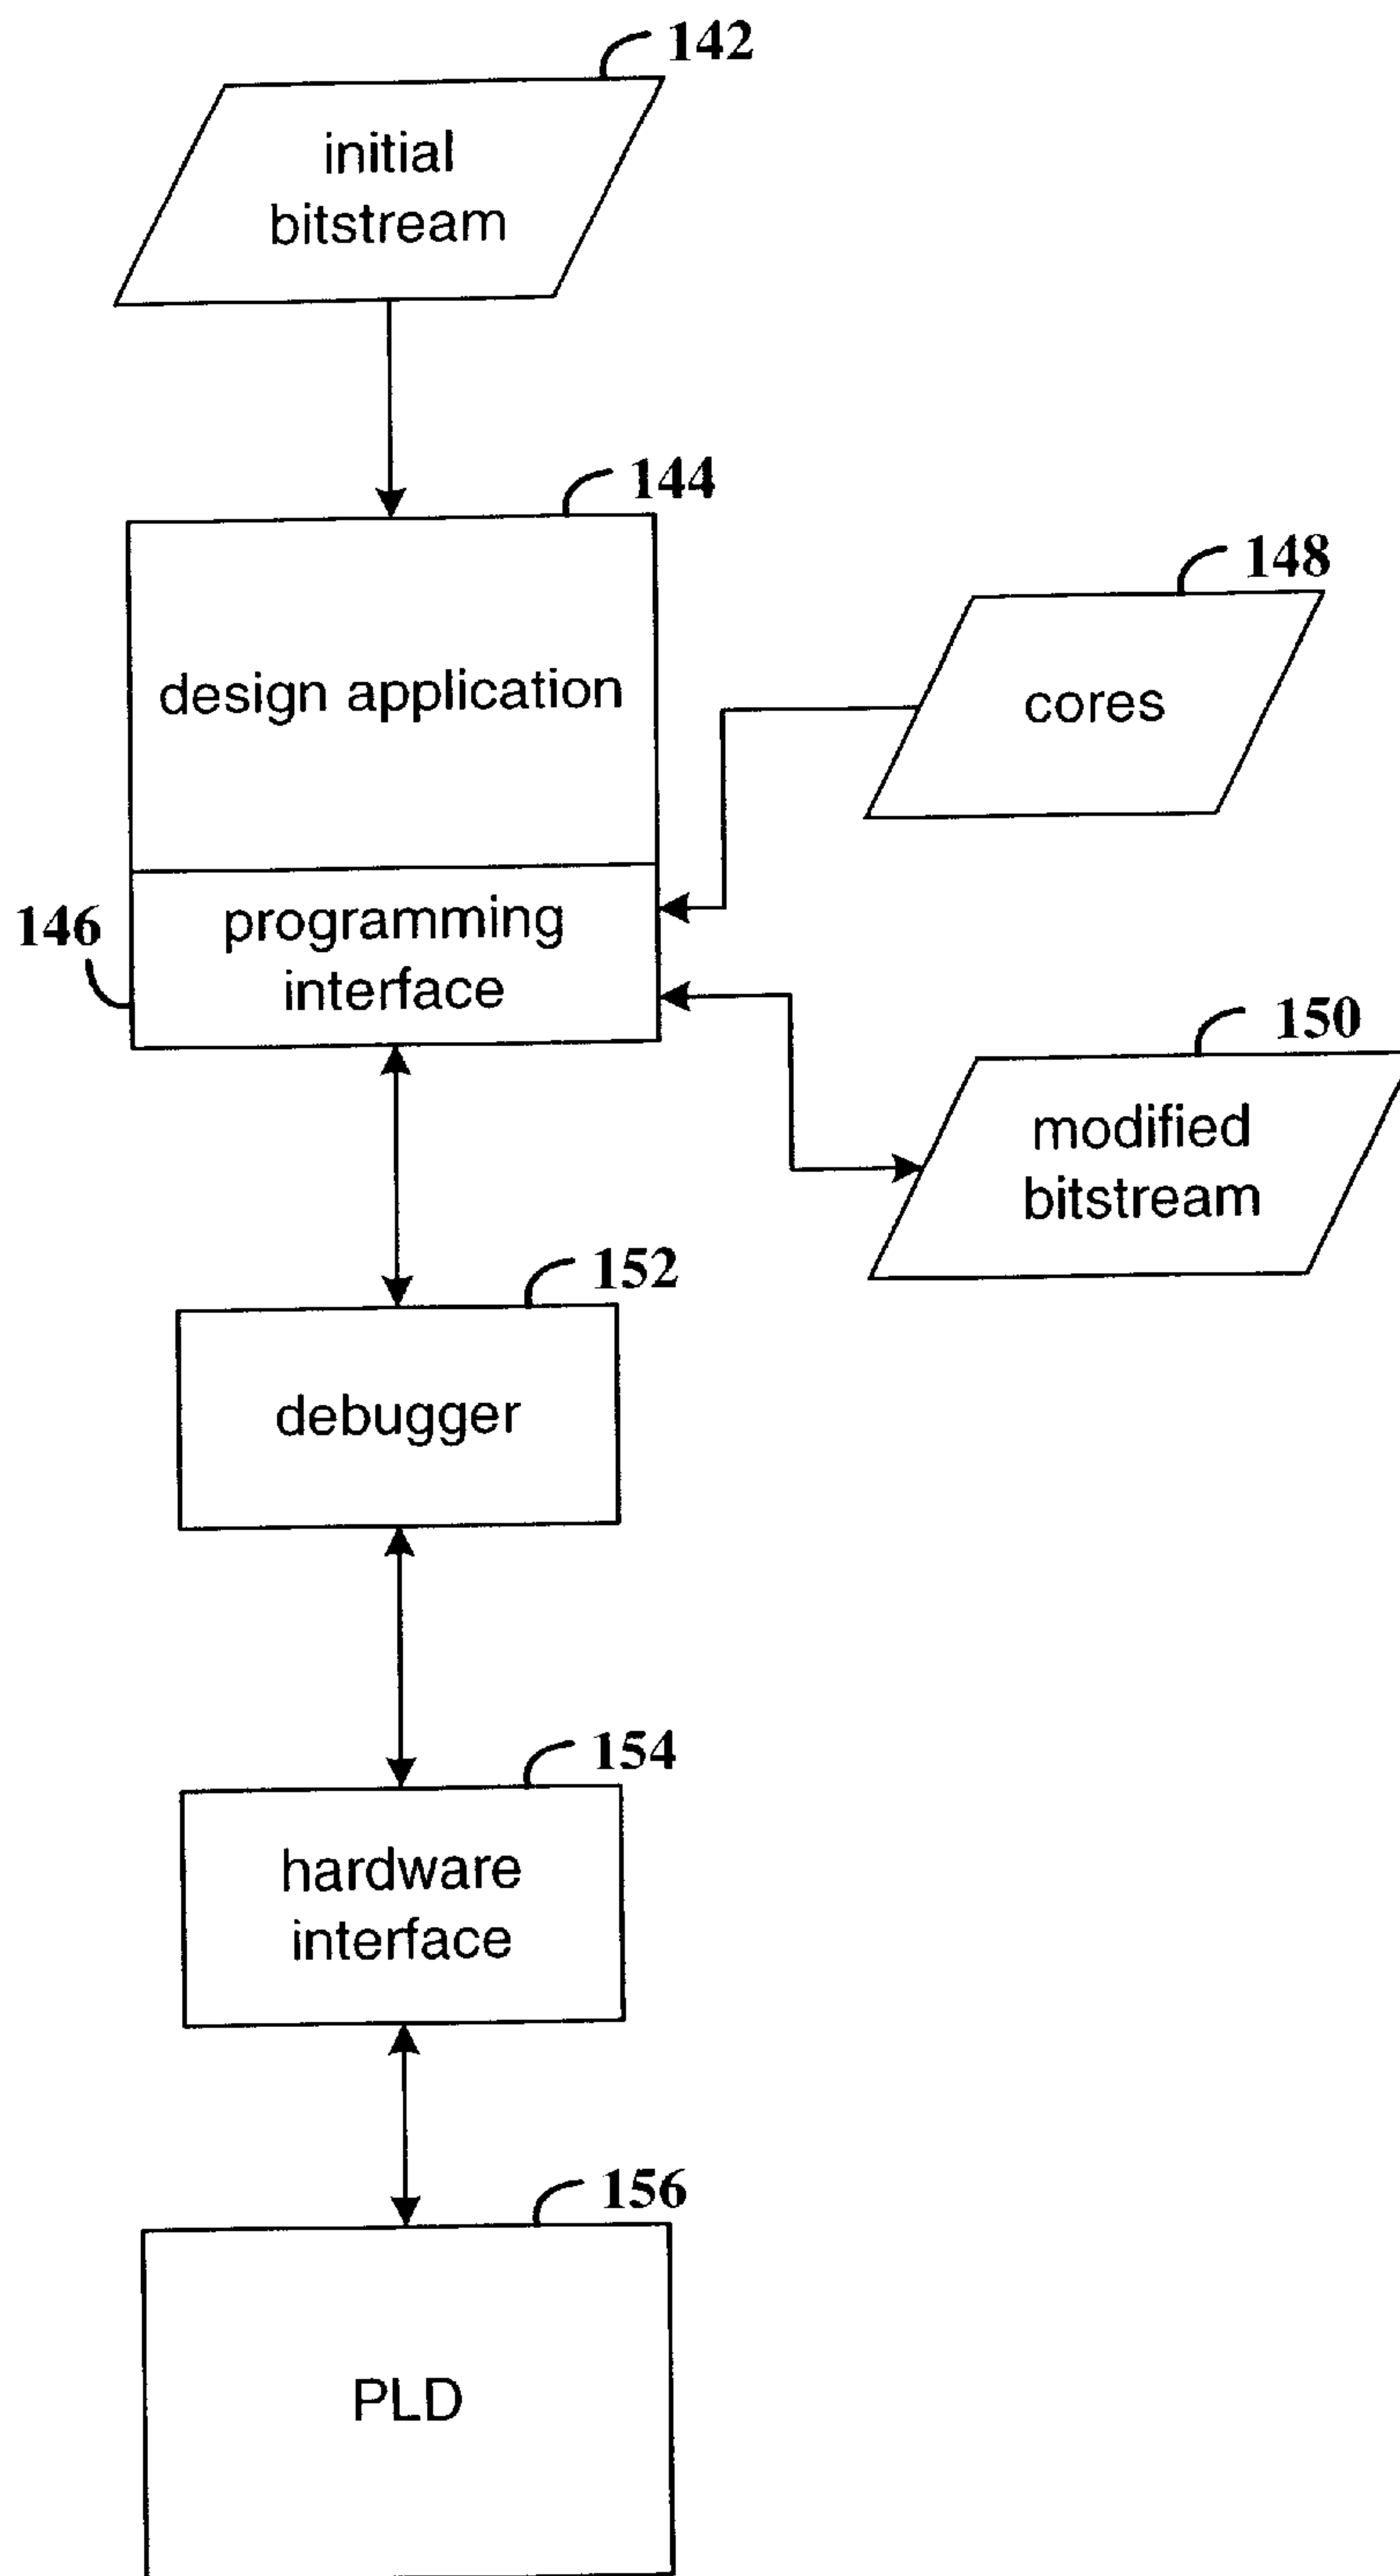 142
initial
bitstream
144
design application
148
cores
146
programming
interface
150
modified
bitstream
152
debugger
154
hardware
interface
156
PLD